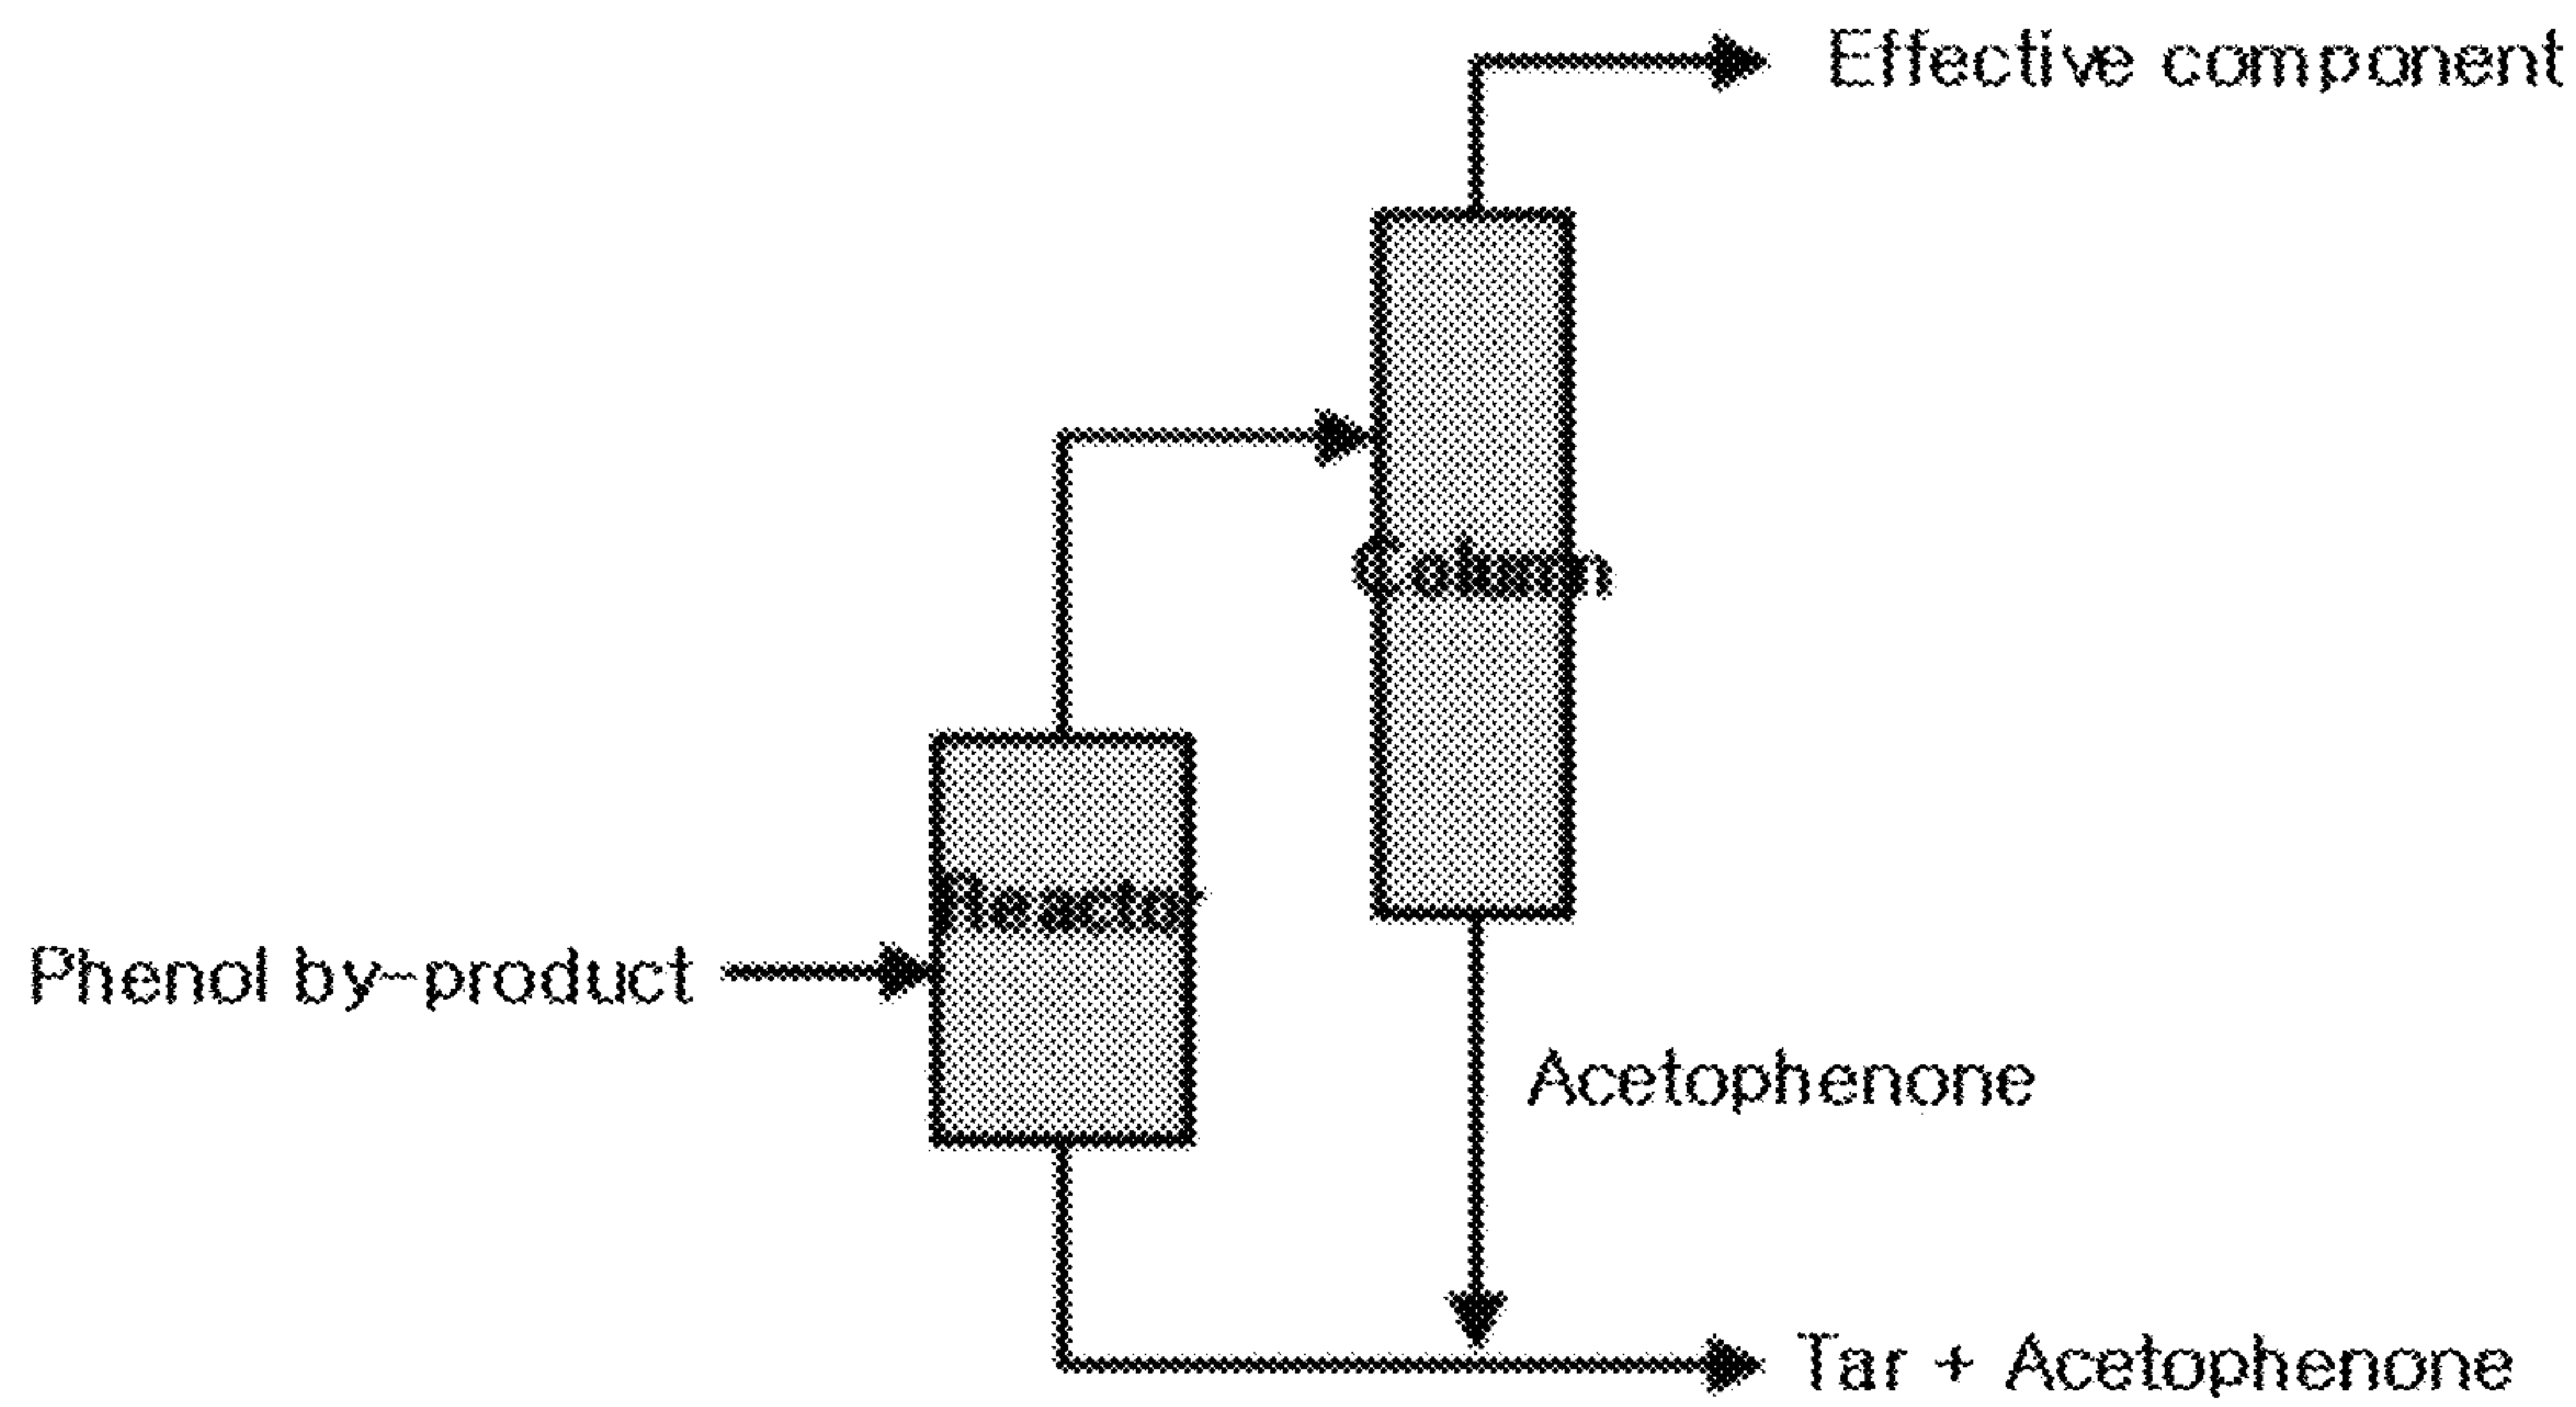 Effective component
Column
Reactor
Phenol by-product
Acetophenone
Tar + Acetophenone